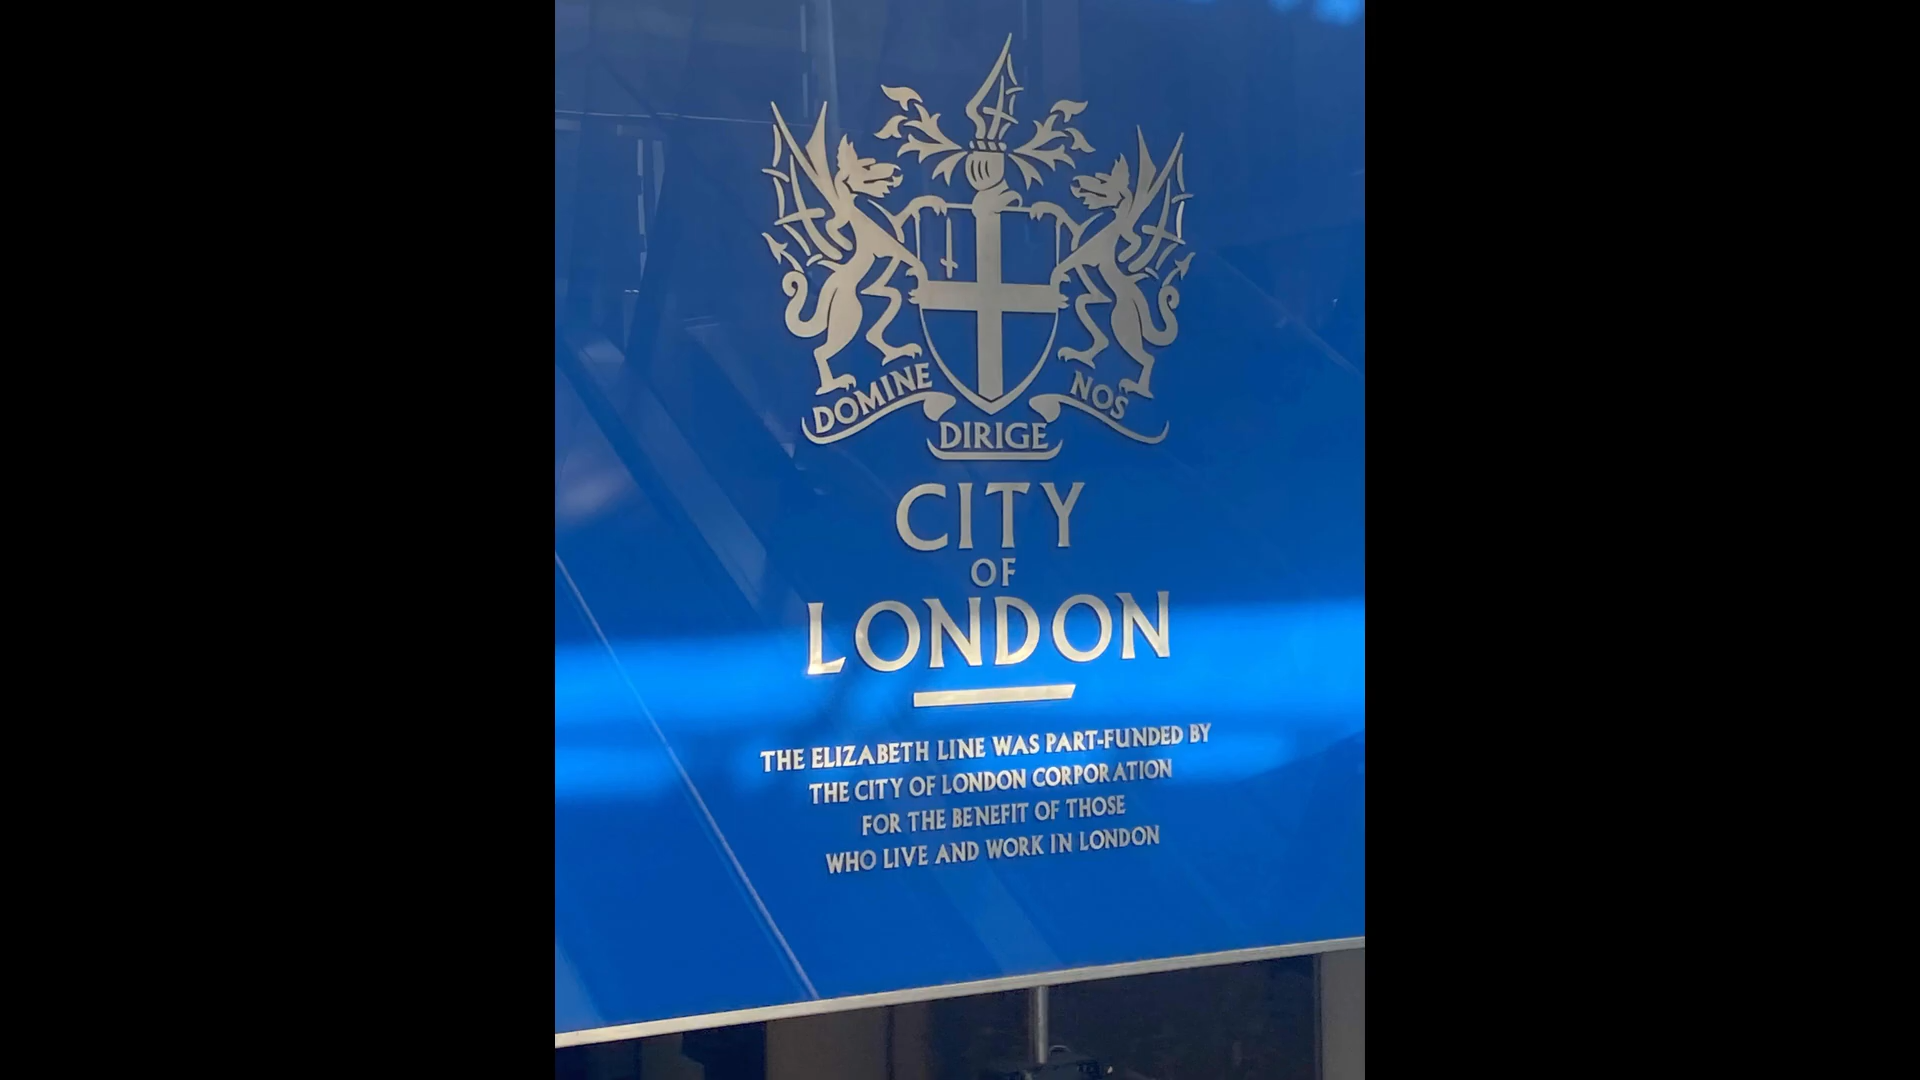 DOMINE DIRIGE NOS
CITY
OF
LONDON
THE ELIZABETH LINE WAS PART-FUNDED BY
THE CITY OF LONDON CORPORATION
FOR THE BENEFIT OF THOSE
WHO LIVE AND WORK IN LONDON